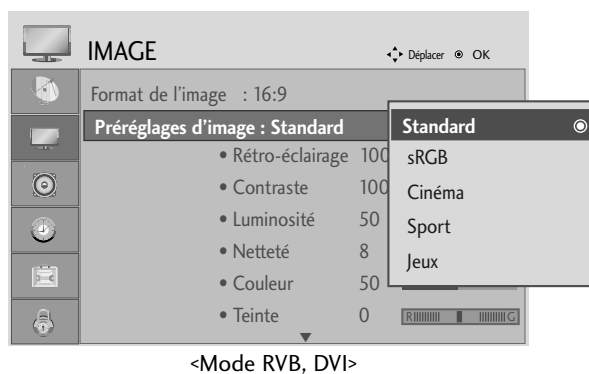 IMAGE
Déplacer OK
Format de l'image : 16:9
Préréglages d'image : Standard
• Rétro-éclairage 100
• Contraste 100
• Luminosité 50
• Netteté 8
• Couleur 50
• Teinte 0 R G
Standard
sRGB
Cinéma
Sport
Jeux
<Mode RVB, DVI>